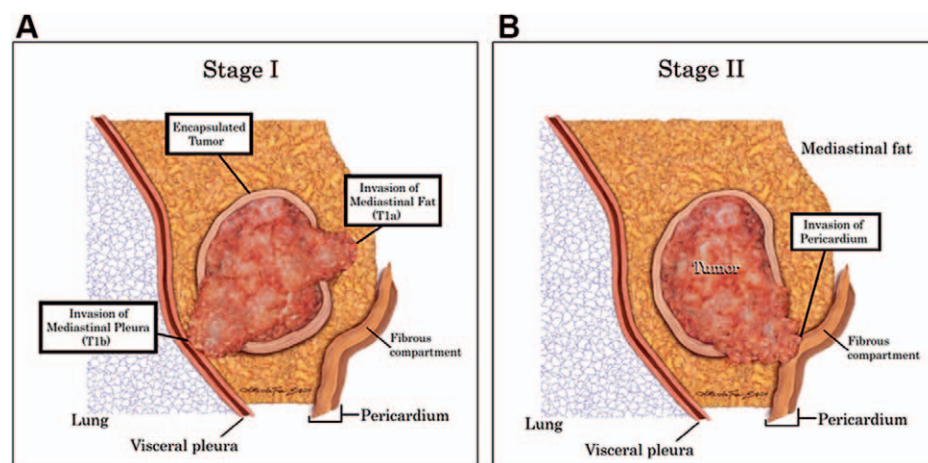 A
Stage I
Encapsulated
Tumor
Invasion of
Mediastinal Fat
(T1a)
Invasion of
Mediastinal Pleura
(T1b)
Fibrous
compartment
Lung
Pericardium
Visceral pleura
B
Stage II
Mediastinal fat
Invasion of
Pericardium
Tumor
Fibrous
compartment
Lung
Pericardium
Visceral pleura